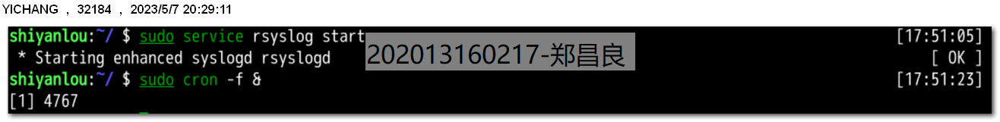 YICHANG , 32184 , 2023/5/7 20:29:11
shiyanlou:~/ $ sudo service rsyslog start [17:51:05]
202013160217-郑昌良
* Starting enhanced syslogd rsyslogd [ OK ]
shiyanlou:~/ $ sudo cron -f & [17:51:23]
[1] 4767